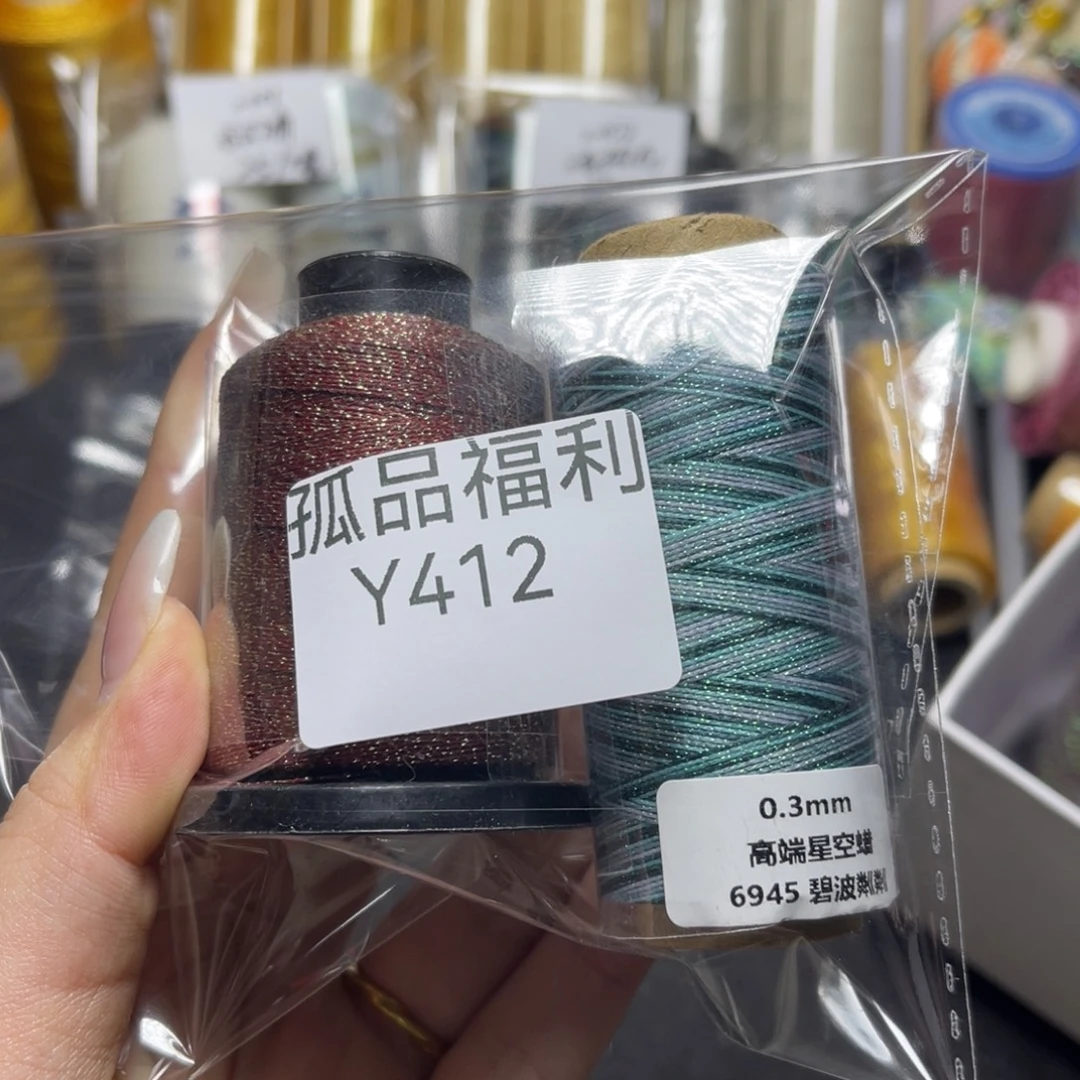 孤品福利
Y412
0.3mm
高端星空蜡
6945 碧波粼粼